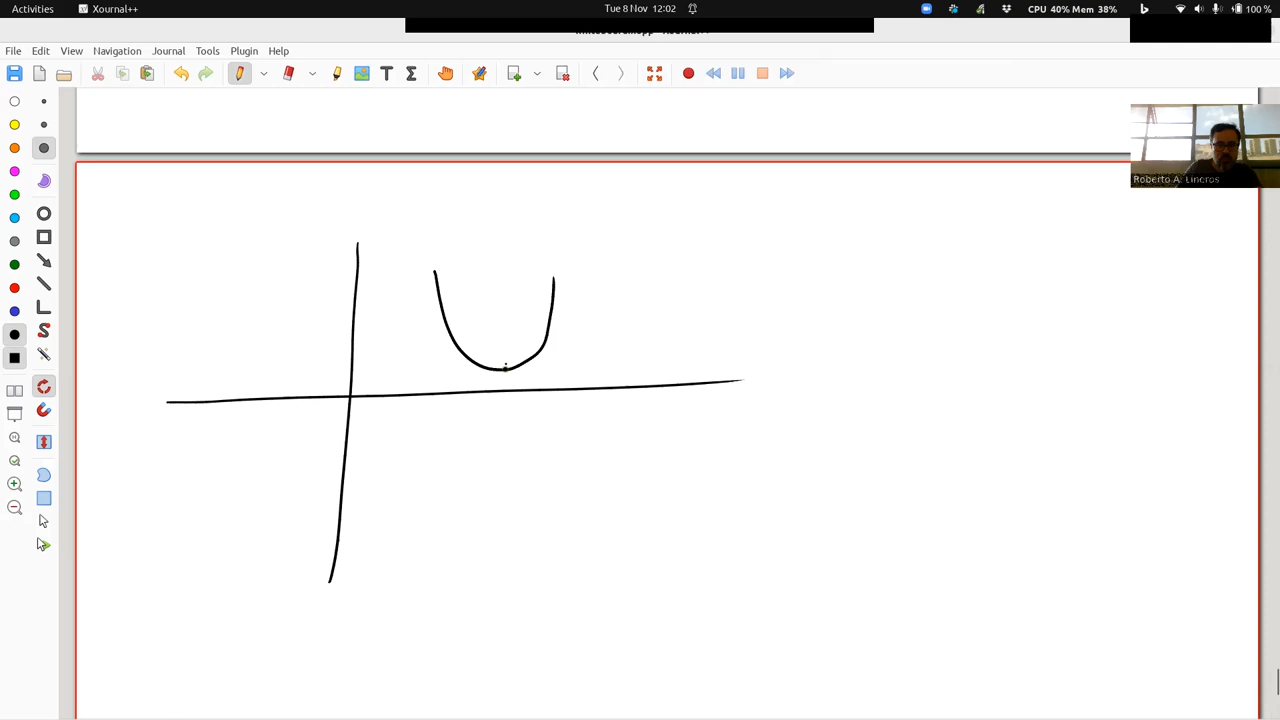 Activities
Xournal++
Tue 8 Nov 12:02
CPU 40% Mem 38%
100 %
File Edit View Navigation Journal Tools Plugin Help
Roberto A. Lineros